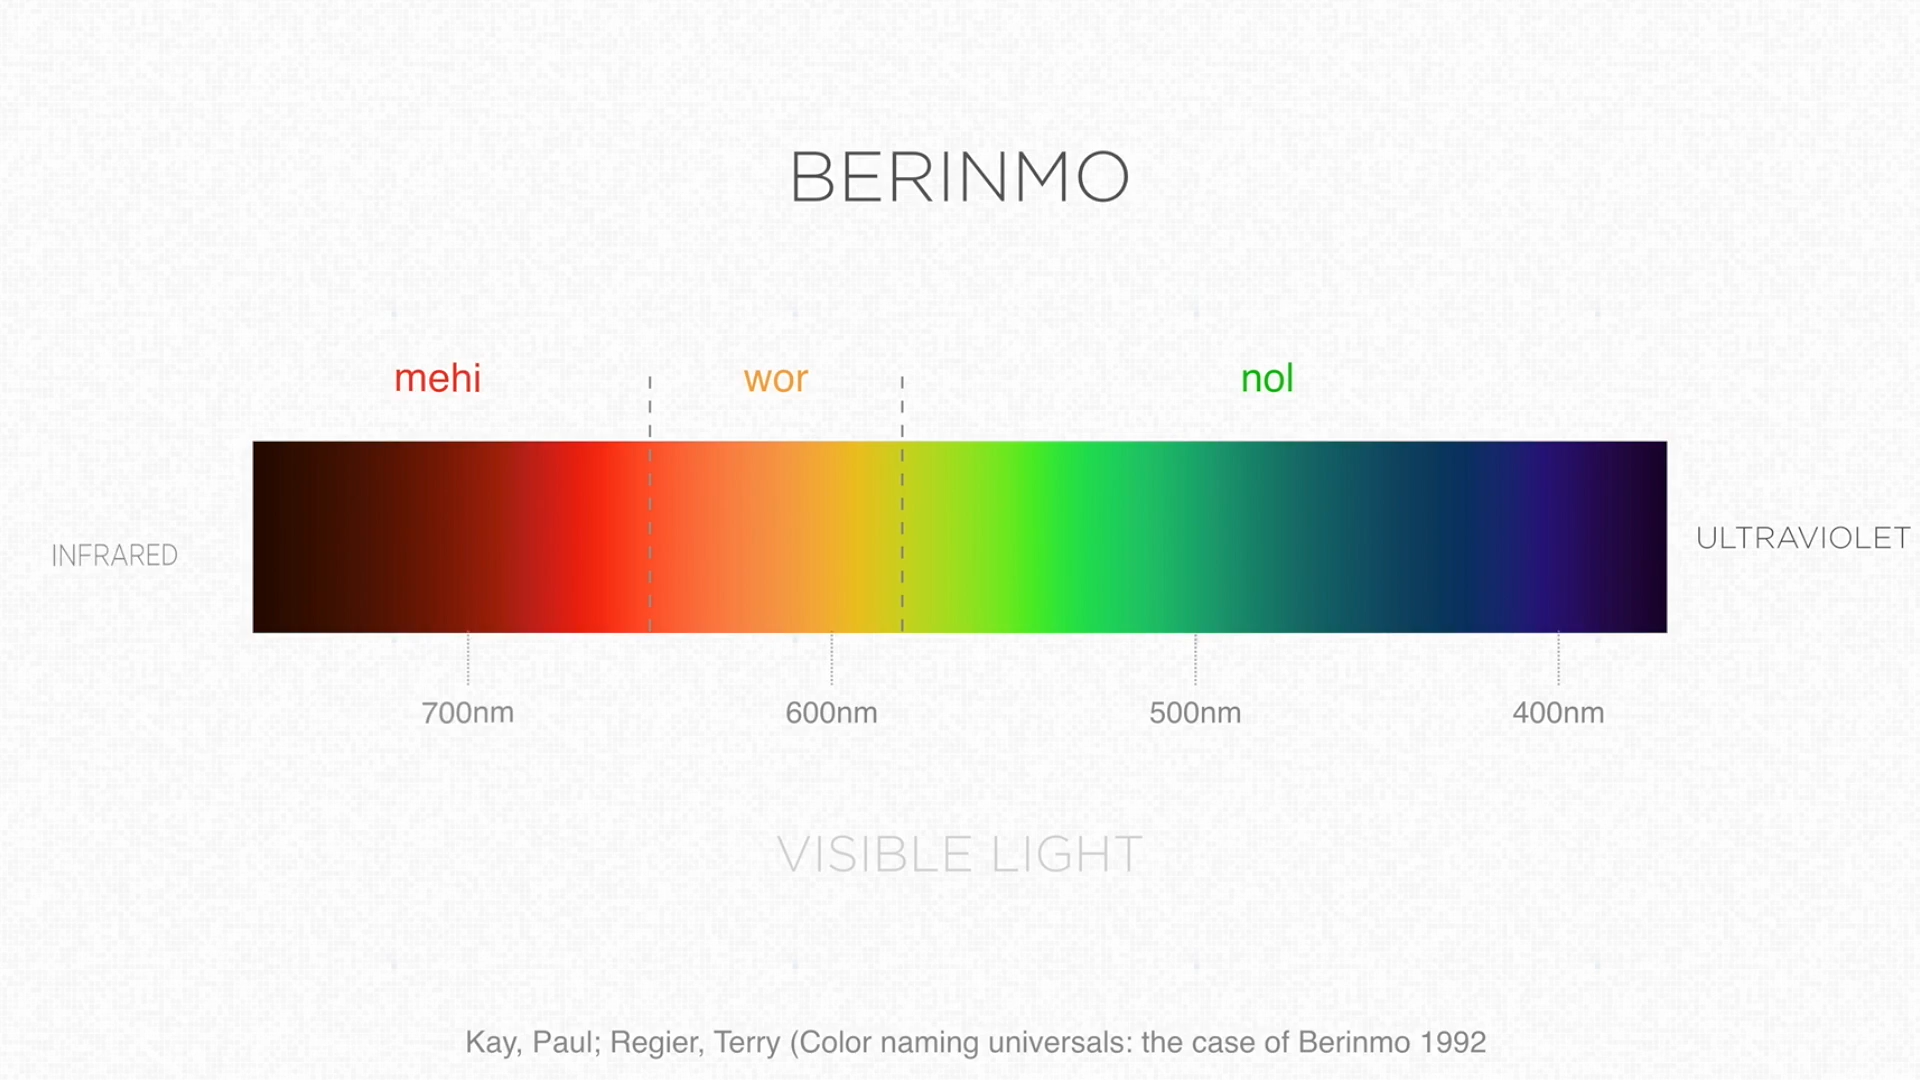 BERINMO
mehi
wor
nol
INFRARED
ULTRAVIOLET
700nm
600nm
500nm
400nm
VISIBLE LIGHT
Kay, Paul; Regier, Terry (Color naming universals: the case of Berinmo 1992